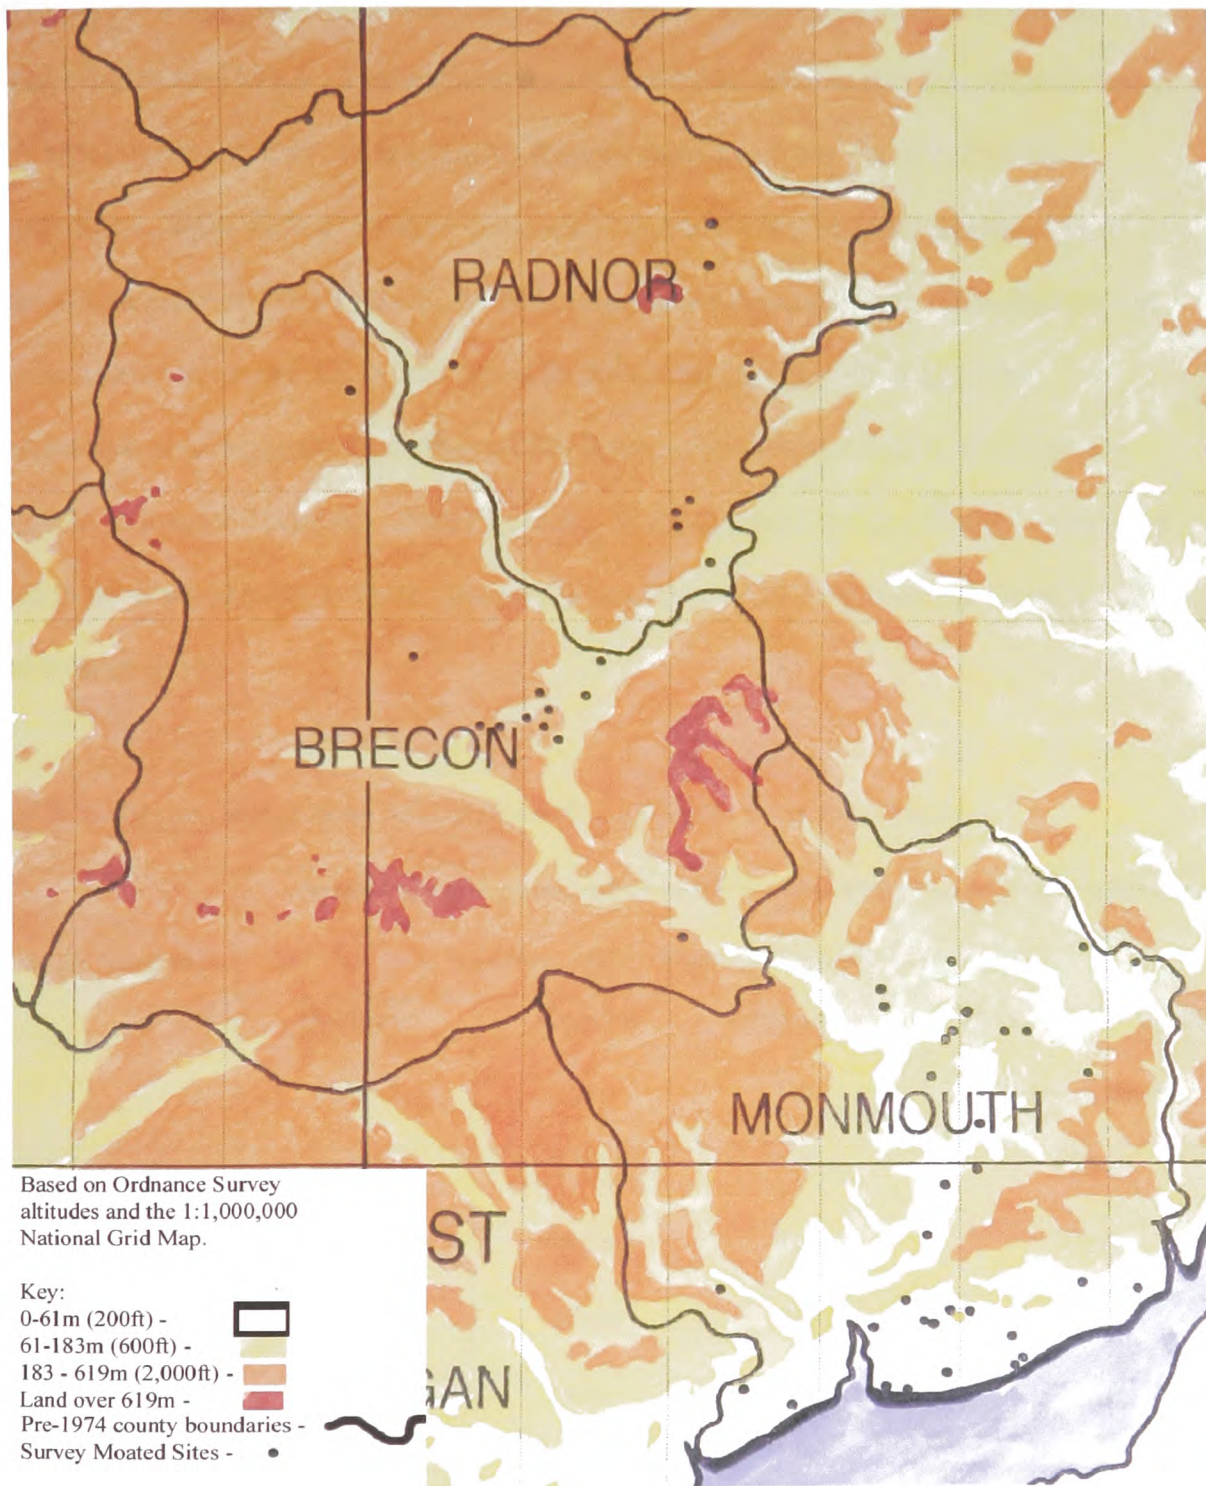 RADNOR
BRECON
MONMOUTH
ST
GAN
Based on Ordnance Survey
altitudes and the 1:1,000,000
National Grid Map.
Key:
0-61m (200ft) -
61-183m (600ft) -
183 - 619m (2,000ft) -
Land over 619m -
Pre-1974 county boundaries -
Survey Moated Sites -